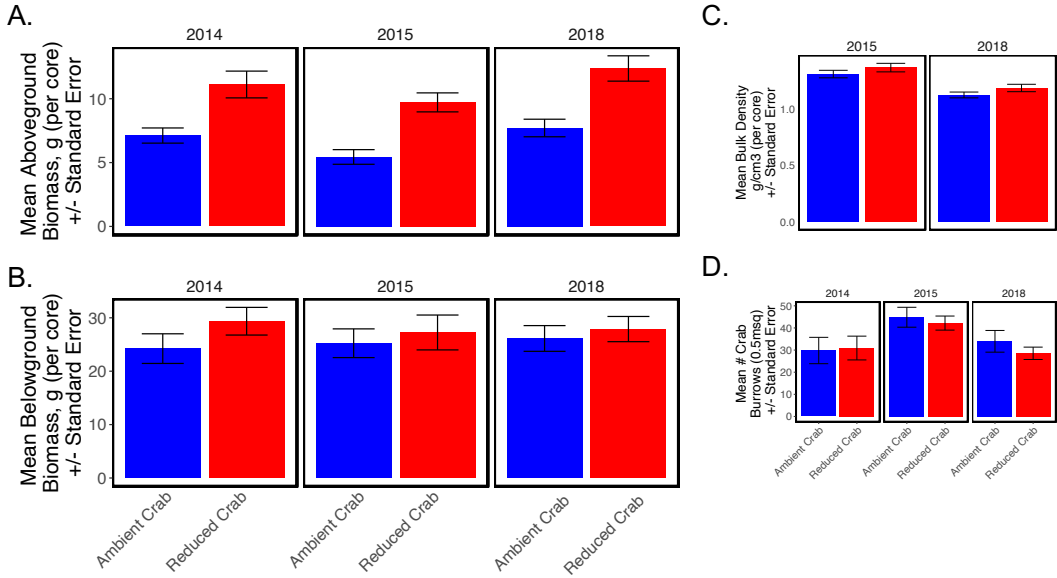 A.
2014
2015
2018
Mean Aboveground
Biomass, g (per core)
+/- Standard Error
10
5
0
B.
2014
2015
2018
Mean Belowground
Biomass, g (per core)
+/- Standard Error
30
20
10
0
Ambient Crab
Reduced Crab
Ambient Crab
Reduced Crab
Ambient Crab
Reduced Crab
C.
2015
2018
Mean Bulk Density
g/cm3 (per core)
+/- Standard Error
1.0
0.5
0.0
D.
2014
2015
2018
Mean # Crab
Burrows (0.5msq)
+/- Standard Error
50
40
30
20
10
0
Ambient Crab
Reduced Crab
Ambient Crab
Reduced Crab
Ambient Crab
Reduced Crab